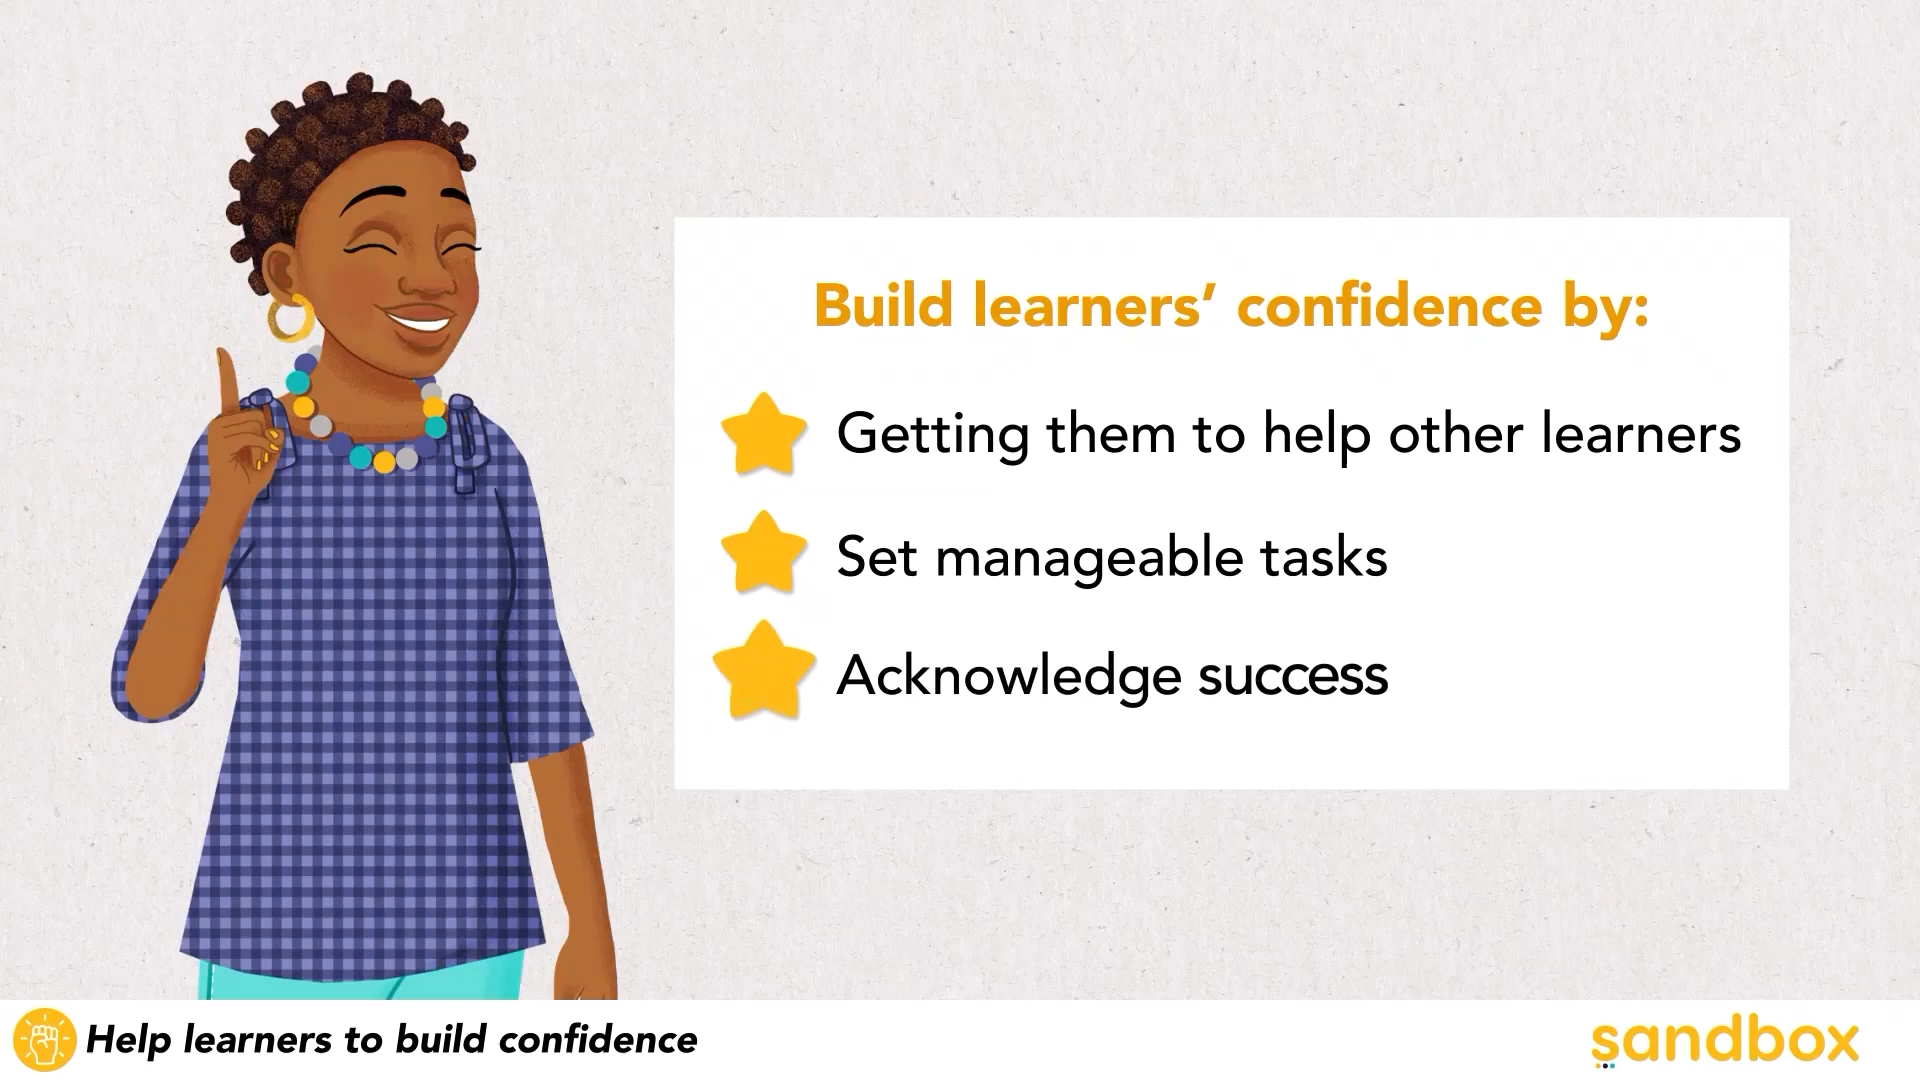 Build learners’ confidence by:
Getting them to help other learners
Set manageable tasks
Acknowledge success
Help learners to build confidence
sandbox